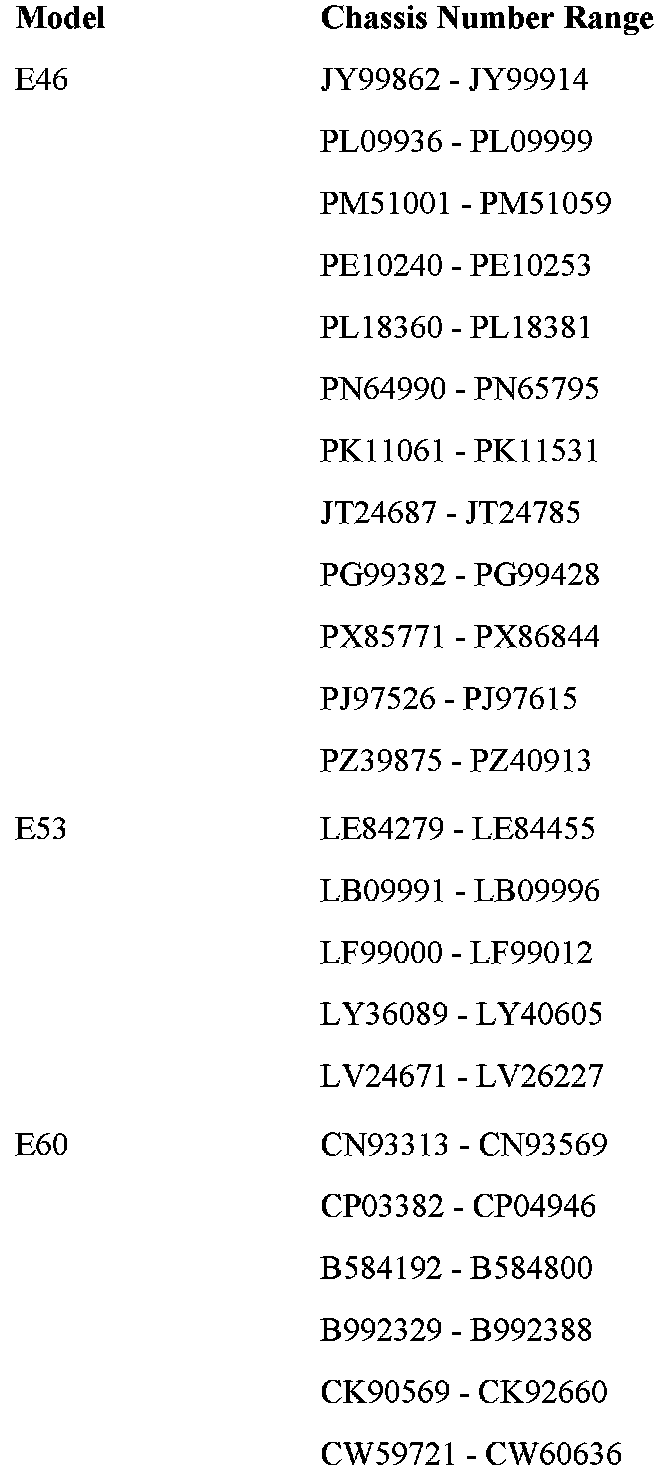 Model Chassis Number Range
E46 JY99862 - JY99914
PL09936 - PL09999
PM51001 - PM51059
PE10240 - PE10253
PL18360 - PL18381
PN64990 - PN65795
PK11061 - PK11531
JT24687 - JT24785
PG99382 - PG99428
PX85771 - PX86844
PJ97526 - PJ97615
PZ39875 - PZ40913
E53 LE84279 - LE84455
LB09991 - LB09996
LF99000 - LF99012
LY36089 - LY40605
LV24671 - LV26227
E60 CN93313 - CN93569
CP03382 - CP04946
B584192 - B584800
B992329 - B992388
CK90569 - CK92660
CW59721 - CW60636